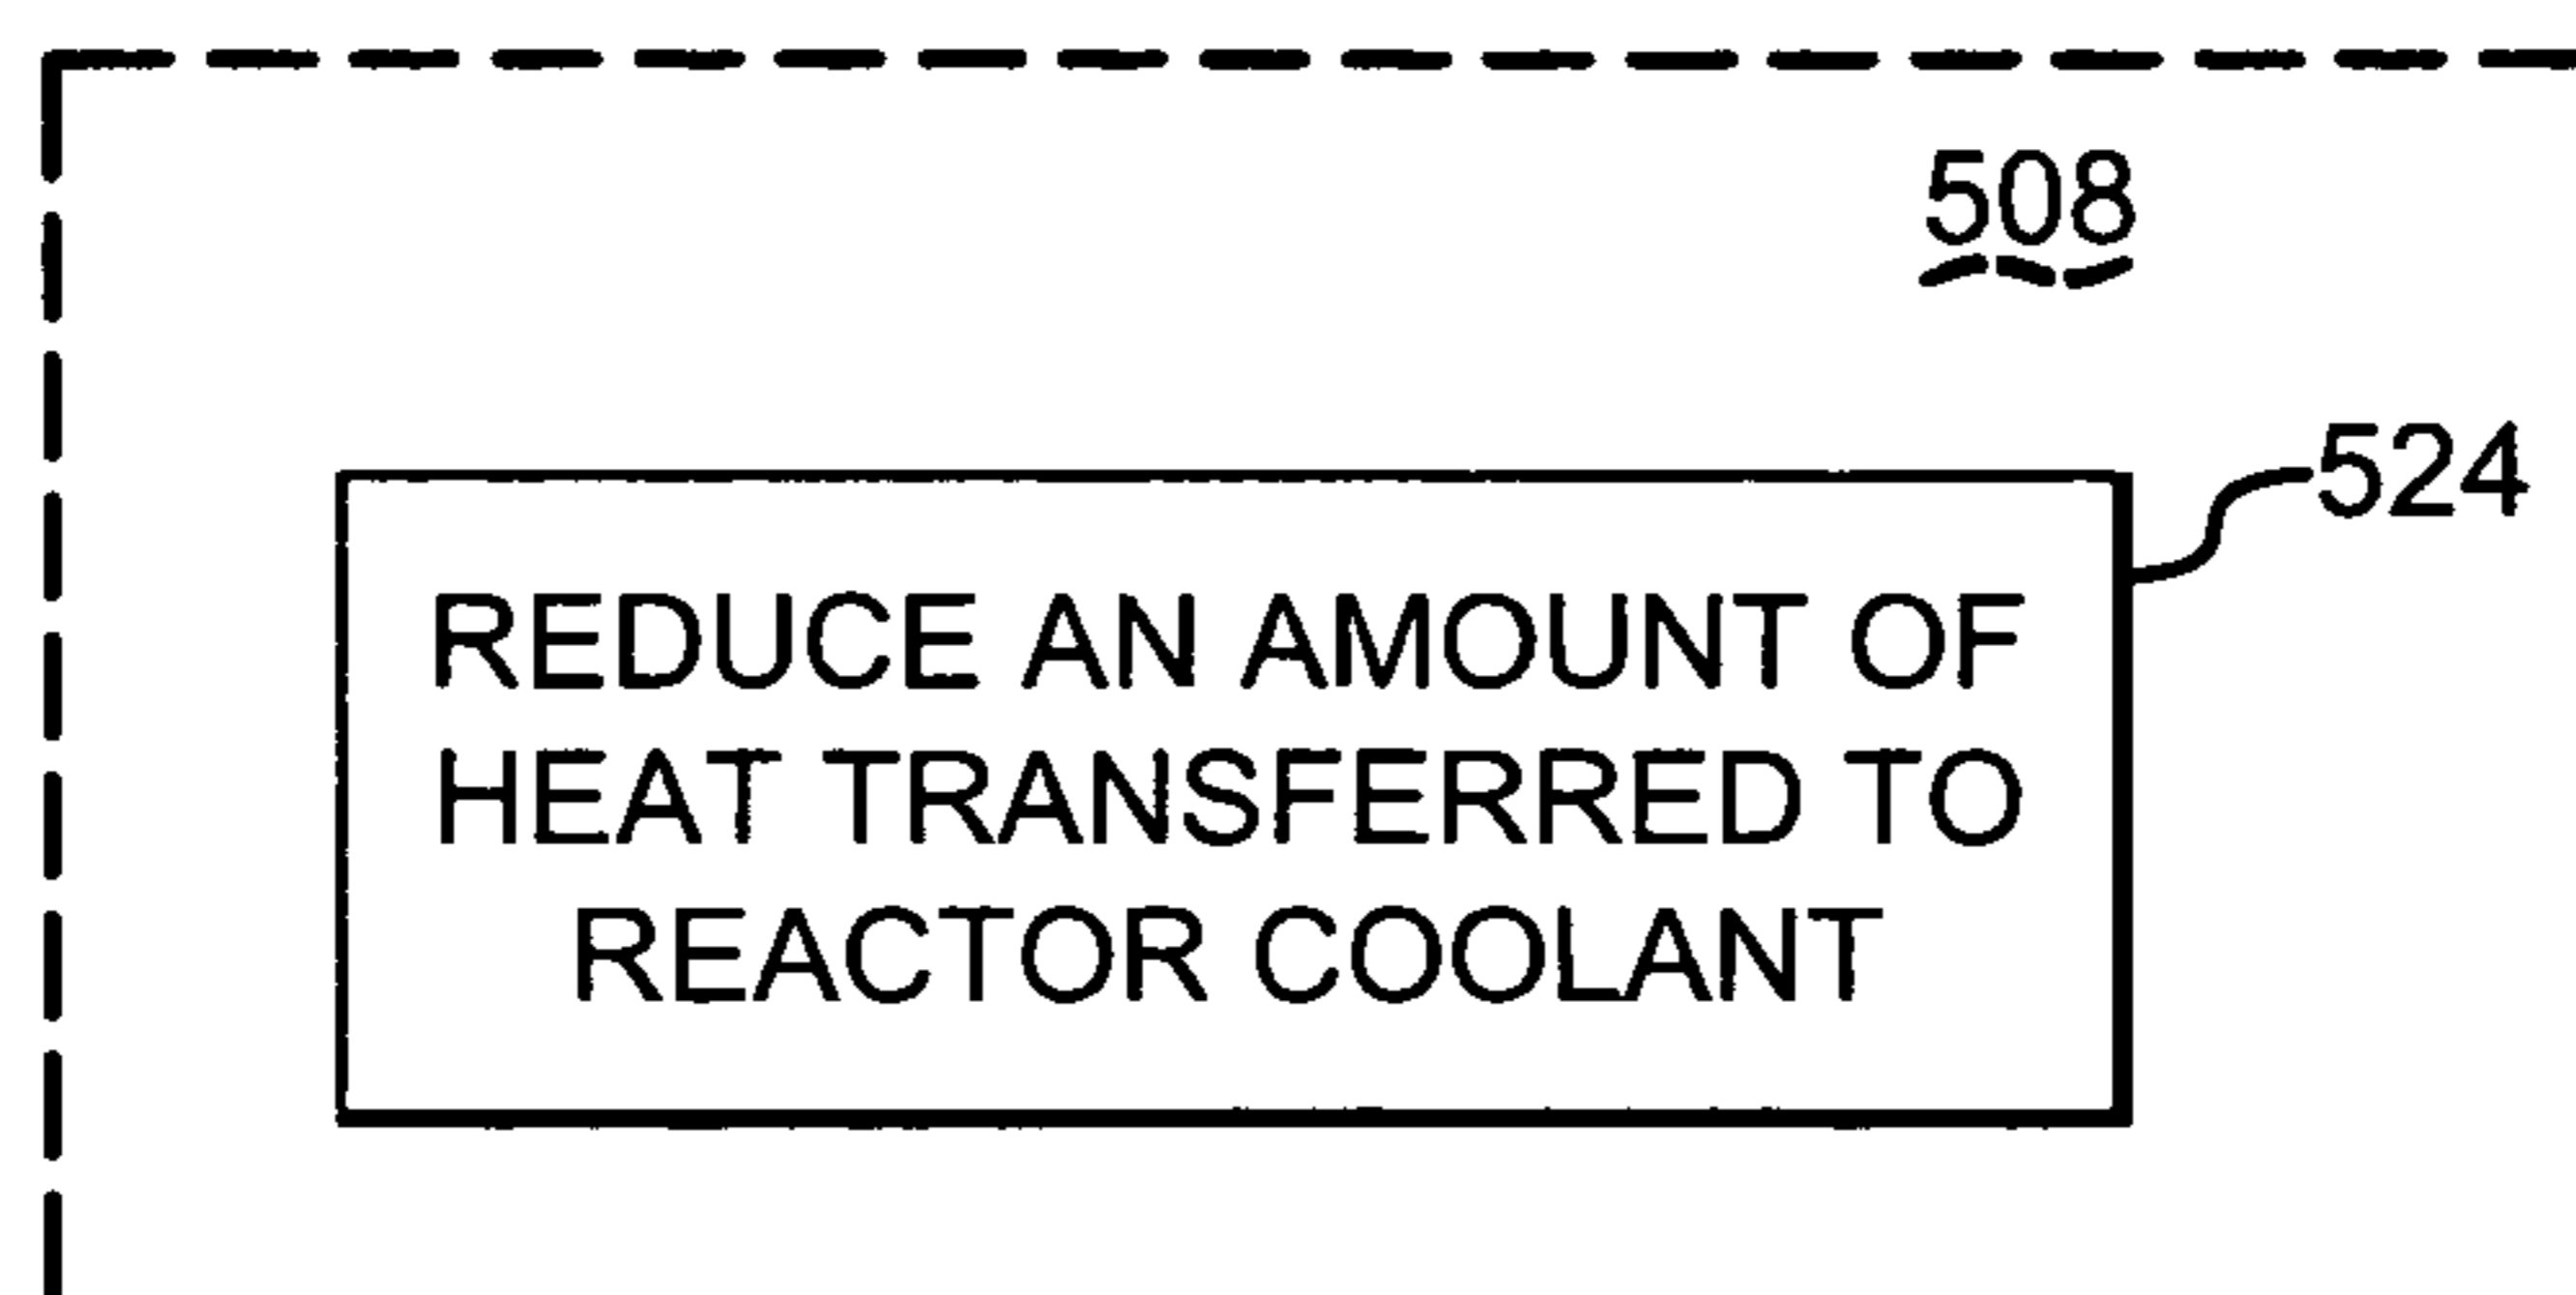 508
524
REDUCE AN AMOUNT OF
HEAT TRANSFERRED TO
REACTOR COOLANT